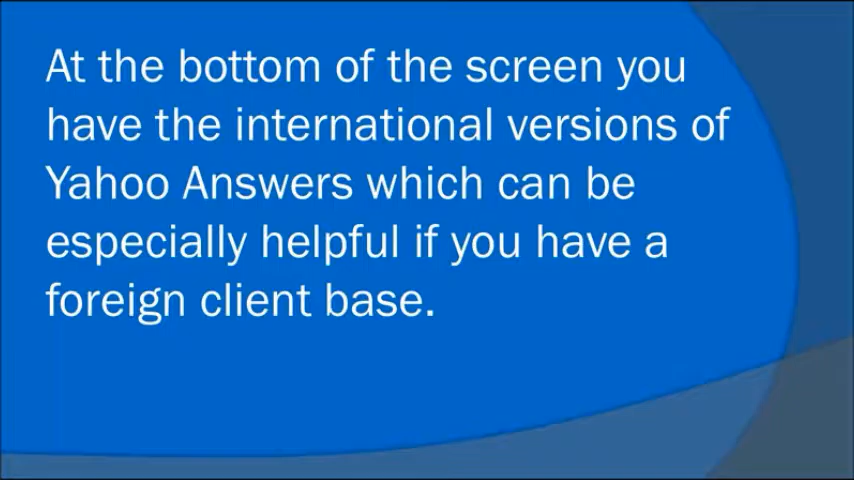 At the bottom of the screen you
have the international versions of
Yahoo Answers which can be
especially helpful if you have a
foreign client base.